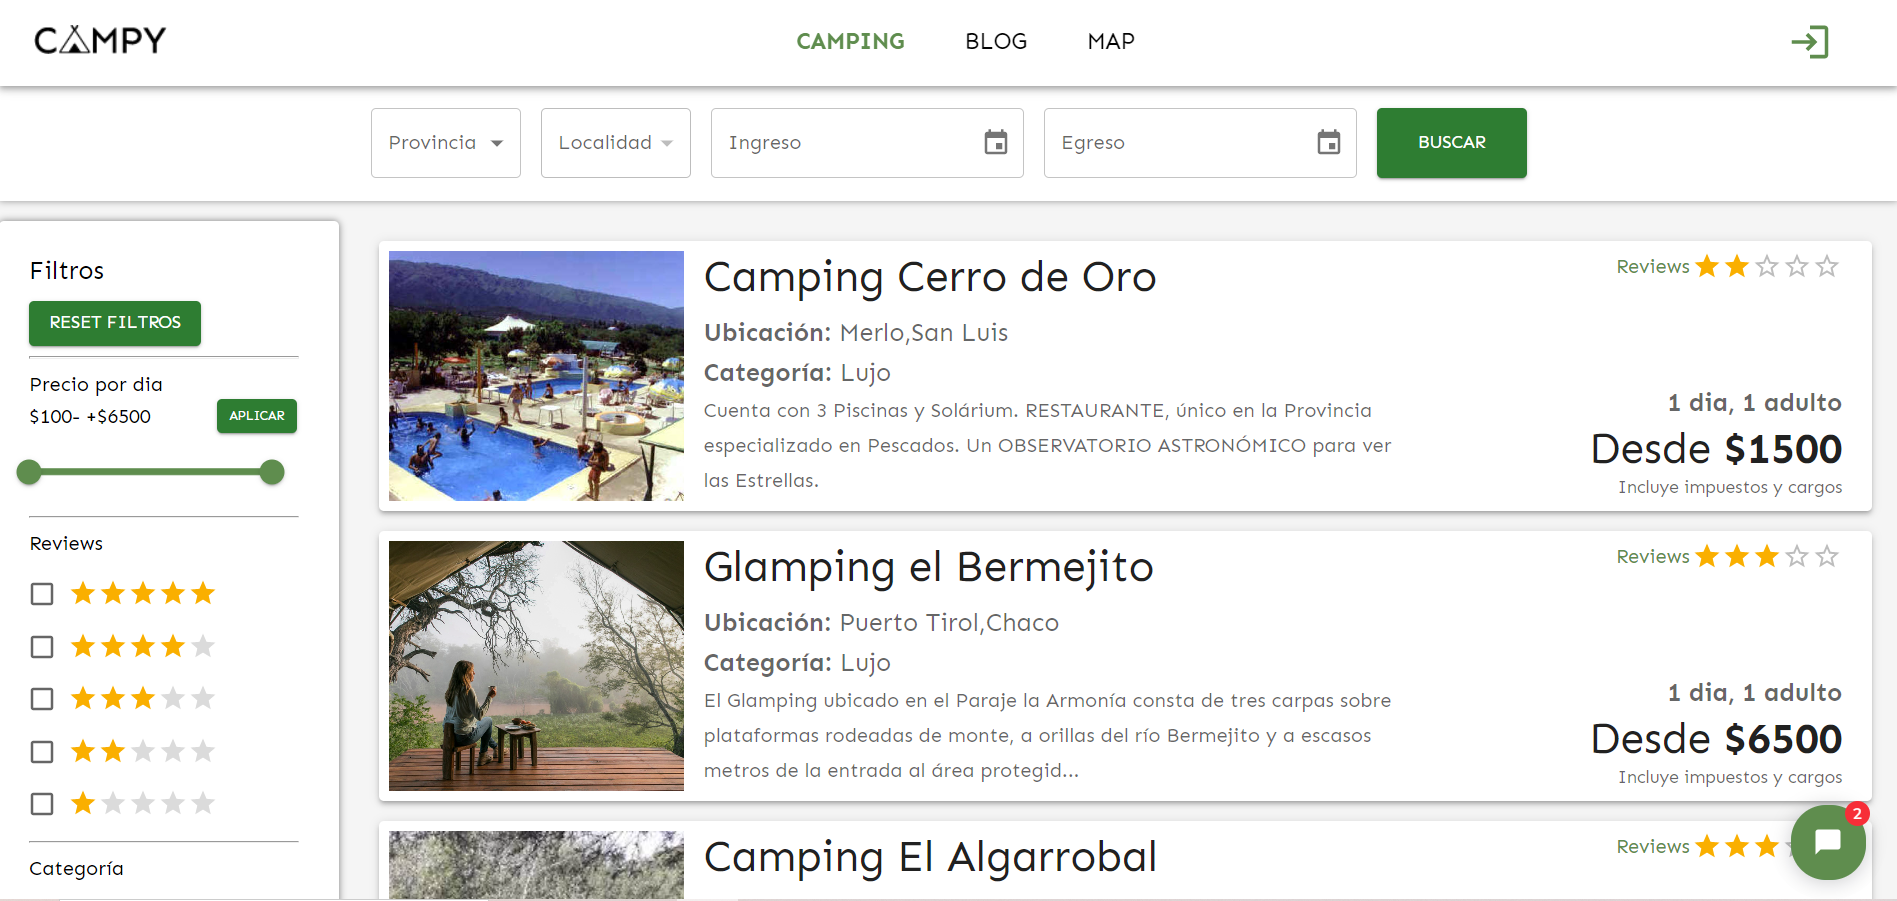 CAMPY
CAMPING BLOG MAP
Provincia Localidad Ingreso Egreso BUSCAR
Filtros
RESET FILTROS
Precio por dia
$100- +$6500 APLICAR
Reviews
Categoría
Camping Cerro de Oro
Reviews
Ubicación: Merlo,San Luis
Categoría: Lujo
Cuenta con 3 Piscinas y Solárium. RESTAURANTE, único en la Provincia
especializado en Pescados. Un OBSERVATORIO ASTRONÓMICO para ver
las Estrellas.
1 dia, 1 adulto
Desde $1500
Incluye impuestos y cargos
Glamping el Bermejito
Reviews
Ubicación: Puerto Tirol,Chaco
Categoría: Lujo
El Glamping ubicado en el Paraje la Armonía consta de tres carpas sobre
plataformas rodeadas de monte, a orillas del río Bermejito y a escasos
metros de la entrada al área protegid...
1 dia, 1 adulto
Desde $6500
Incluye impuestos y cargos
Camping El Algarrobal
Reviews
2